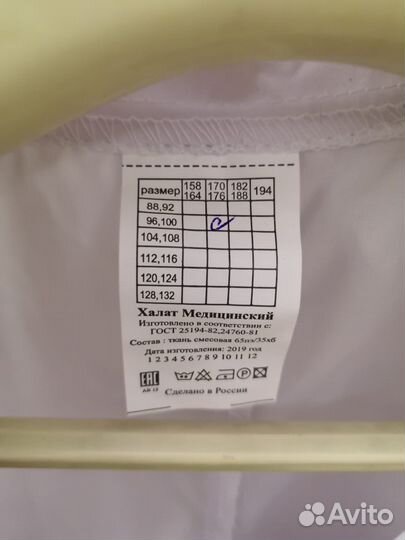 158 170 182
размер 164 176 188 194
88,92
96,100
104,108
112,116
120,124
128,132
Халат Медицинский
Изготовлено в соответствии с:
ГОСТ 25194-82,24760-81
Состав : ткань смесовая 65пэ/35хб
Дата изготовления 2019 год
1 2 3 4 5 6 7 8 9 10 11 12
ЕАС
Сделано в России
Avito